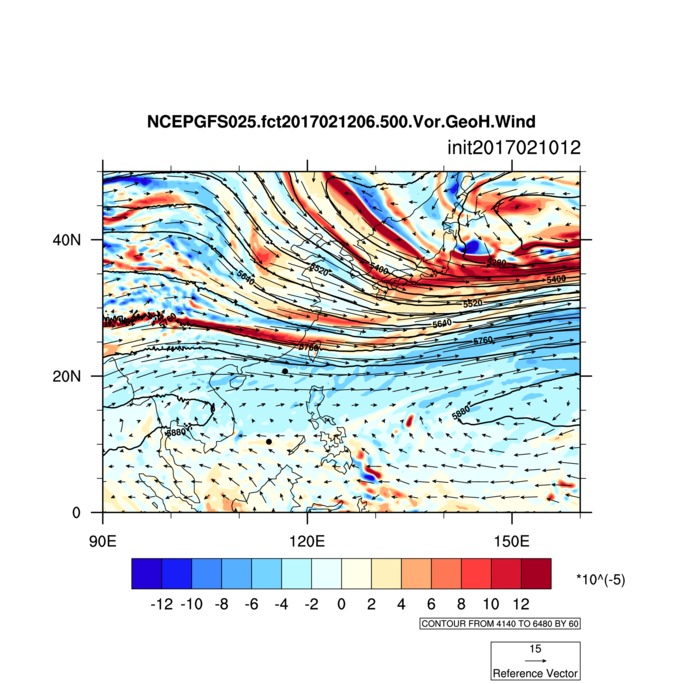 NCEPGFS025.fct2017021206.500.Vor.GeoH.Wind
init2017021012
40N
20N
0
90E 120E 150E
5640
5520
5400
5280
5400
5520
5640
5760
5760
5880
5880
-12 -10 -8 -6 -4 -2 0 2 4 6 8 10 12
*10^(-5)
CONTOUR FROM 4140 TO 6480 BY 60
15
Reference Vector